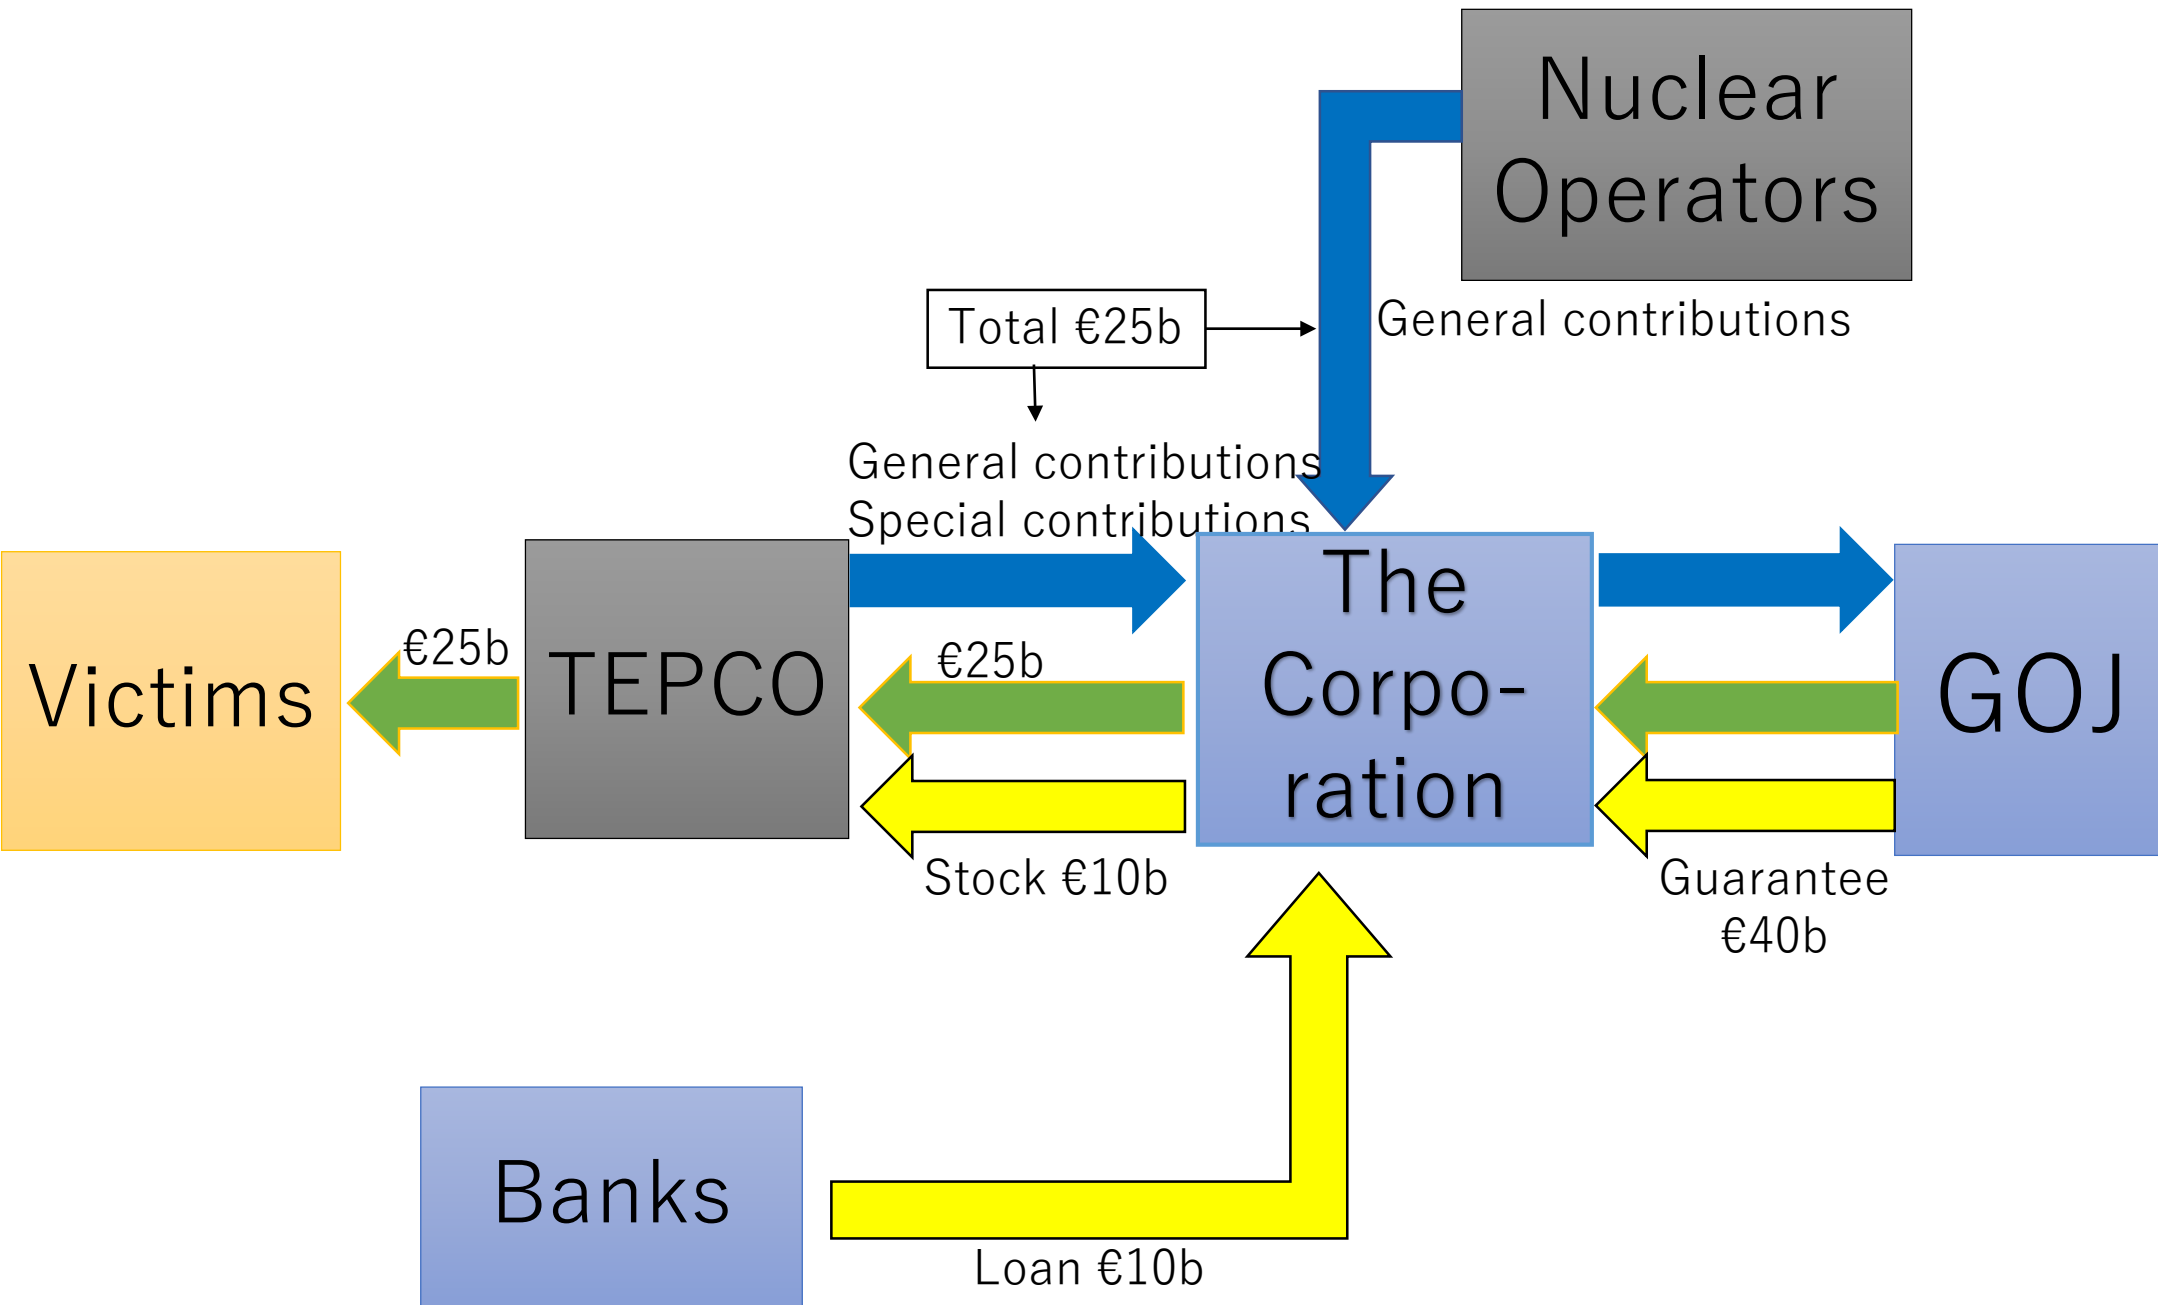 Nuclear
Operators
Total €25b
General contributions
General contributions
Special contributions
Victims
€25b
TEPCO
€25b
Stock €10b
The
Corpo-
ration
GOJ
Guarantee
€40b
Banks
Loan €10b